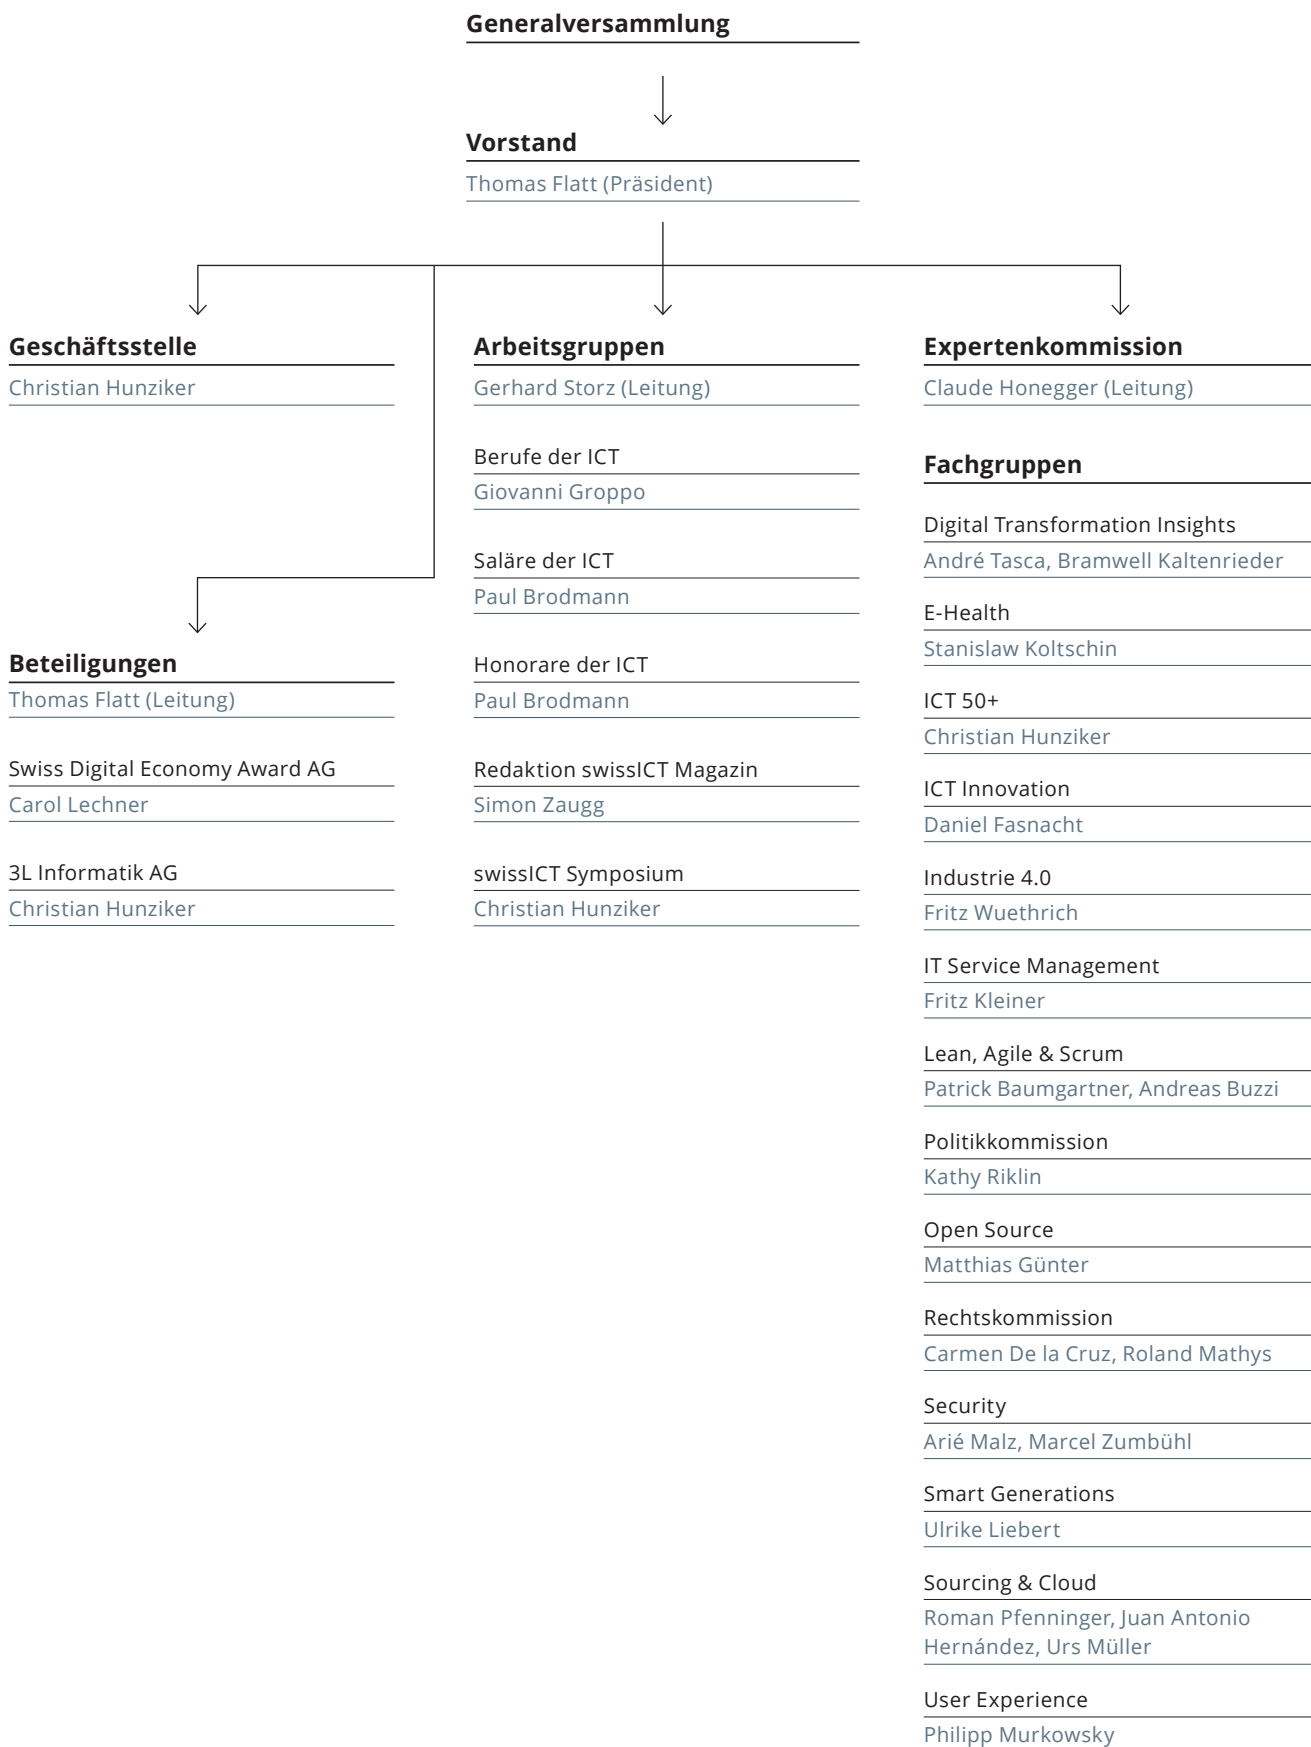 Generalversammlung
Vorstand
Thomas Flatt (Präsident)
Geschäftsstelle
Christian Hunziker
Beteiligungen
Thomas Flatt (Leitung)
Swiss Digital Economy Award AG
Carol Lechner
3L Informatik AG
Christian Hunziker
Arbeitsgruppen
Gerhard Storz (Leitung)
Berufe der ICT
Giovanni Groppo
Saläre der ICT
Paul Brodmann
Honorare der ICT
Paul Brodmann
Redaktion swissICT Magazin
Simon Zaugg
swissICT Symposium
Christian Hunziker
Expertenkommission
Claude Honegger (Leitung)
Fachgruppen
Digital Transformation Insights
André Tasca, Bramwell Kaltenrieder
E-Health
Stanislaw Koltschin
ICT 50+
Christian Hunziker
ICT Innovation
Daniel Fasnacht
Industrie 4.0
Fritz Wuethrich
IT Service Management
Fritz Kleiner
Lean, Agile & Scrum
Patrick Baumgartner, Andreas Buzzi
Politikkommission
Kathy Riklin
Open Source
Matthias Günter
Rechtskommission
Carmen De la Cruz, Roland Mathys
Security
Arié Malz, Marcel Zumbühl
Smart Generations
Ulrike Liebert
Sourcing & Cloud
Roman Pfenninger, Juan Antonio
Hernández, Urs Müller
User Experience
Philipp Murkowsky